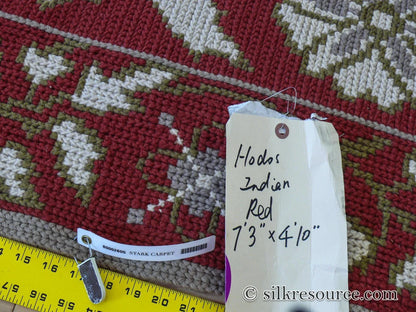 Hodos
Indian
Red
7'3" x 4'10"
STARK CARPET
© silkresource.com